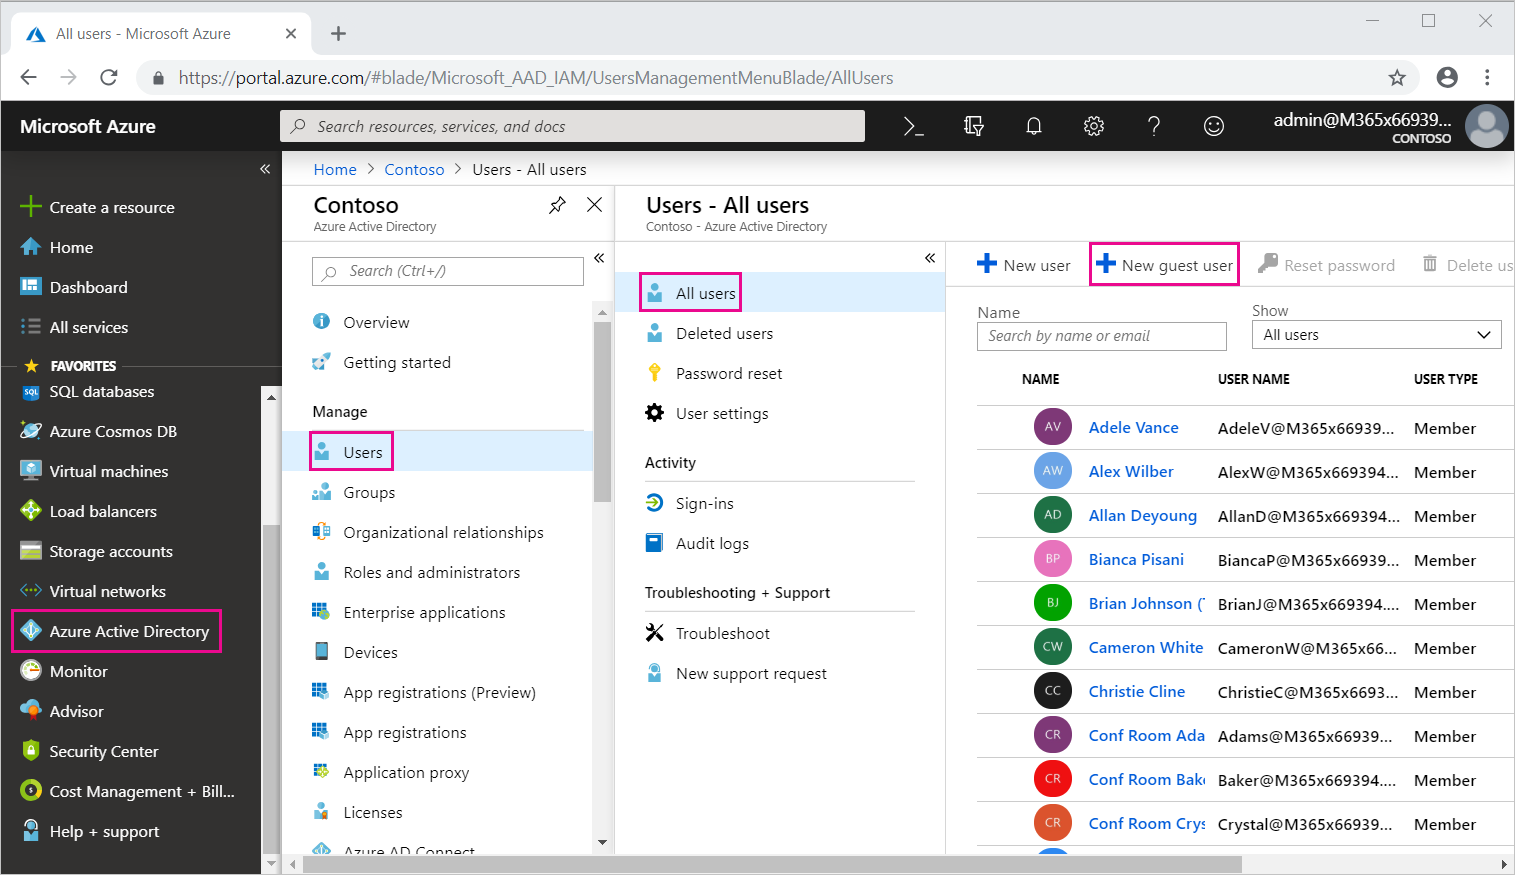 All users - Microsoft Azure
https://portal.azure.com/#blade/Microsoft_AAD_IAM/UsersManagementMenuBlade/AllUsers
Microsoft Azure
Search resources, services, and docs
admin@M365x66939...
CONTOSO
Create a resource
Home
Dashboard
All services
FAVORITES
SQL databases
Azure Cosmos DB
Virtual machines
Load balancers
Storage accounts
Virtual networks
Azure Active Directory
Monitor
Advisor
Security Center
Cost Management + Bill...
Help + support
Home > Contoso > Users - All users
Contoso
Azure Active Directory
Search (Ctrl+/)
Overview
Getting started
Manage
Users
Groups
Organizational relationships
Roles and administrators
Enterprise applications
Devices
App registrations (Preview)
App registrations
Application proxy
Licenses
Azure AD Connect
Users - All users
Contoso - Azure Active Directory
All users
Deleted users
Password reset
User settings
Activity
Sign-ins
Audit logs
Troubleshooting + Support
Troubleshoot
New support request
New user New guest user Reset password Delete us
Name
Search by name or email
Show
All users
NAME USER NAME USER TYPE
AV Adele Vance AdeleV@M365x66939... Member
AW Alex Wilber AlexW@M365x669394... Member
AD Allan Deyoung AllanD@M365x669394... Member
BP Bianca Pisani BiancaP@M365x66939... Member
BJ Brian Johnson (T BrianJ@M365x669394... Member
CW Cameron White CameronW@M365x66... Member
CC Christie Cline ChristieC@M365x6693... Member
CR Conf Room Ada Adams@M365x66939... Member
CR Conf Room Bak Baker@M365x669394.... Member
CR Conf Room Crys Crystal@M365x66939... Member